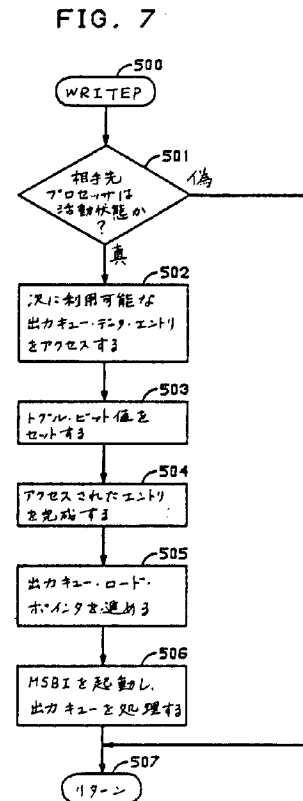 FIG. 7
500
WRITEP
501
相手先
プロセッサは
活動状態か
?
偽
真
502
次に利用可能な
出力キュー・データ・エントリ
をアクセスする
503
トグル・ビット値を
セットする
504
アクセスされたエントリ
を完成する
505
出力キュー・ロード・
ポインタを進める
506
MSBIを起動し、
出力キューを処理する
507
リターン